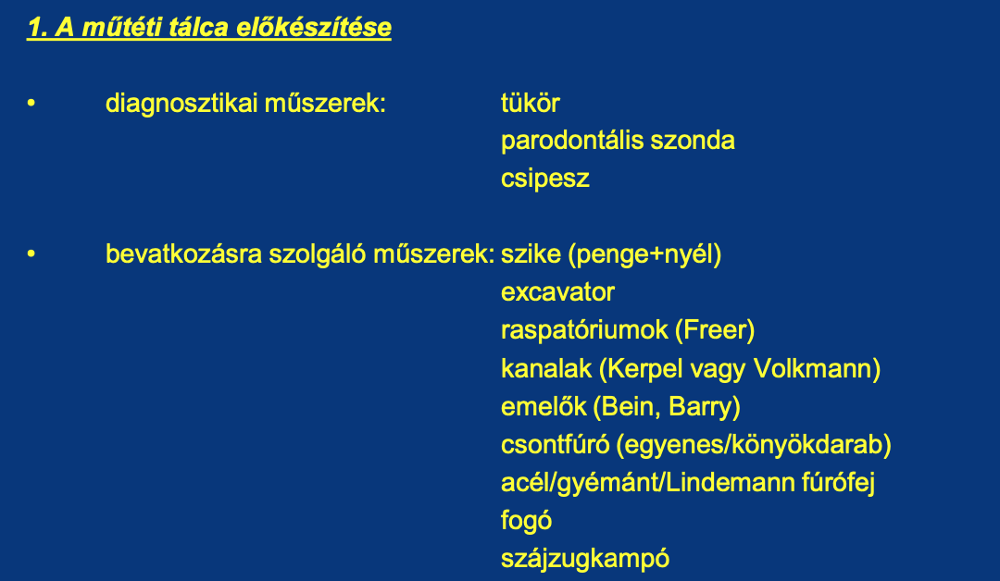 1. A műtéti tálca előkészítése
• diagnosztikai műszerek: tükör
parodontális szonda
csipesz
• bevatkozásra szolgáló műszerek: szike (penge+nyél)
excavator
raspatóriumok (Freer)
kanalak (Kerpel vagy Volkmann)
emelők (Bein, Barry)
csontfúró (egyenes/könyökdarab)
acél/gyémánt/Lindemann fúrófej
fogó
szájzugkampó